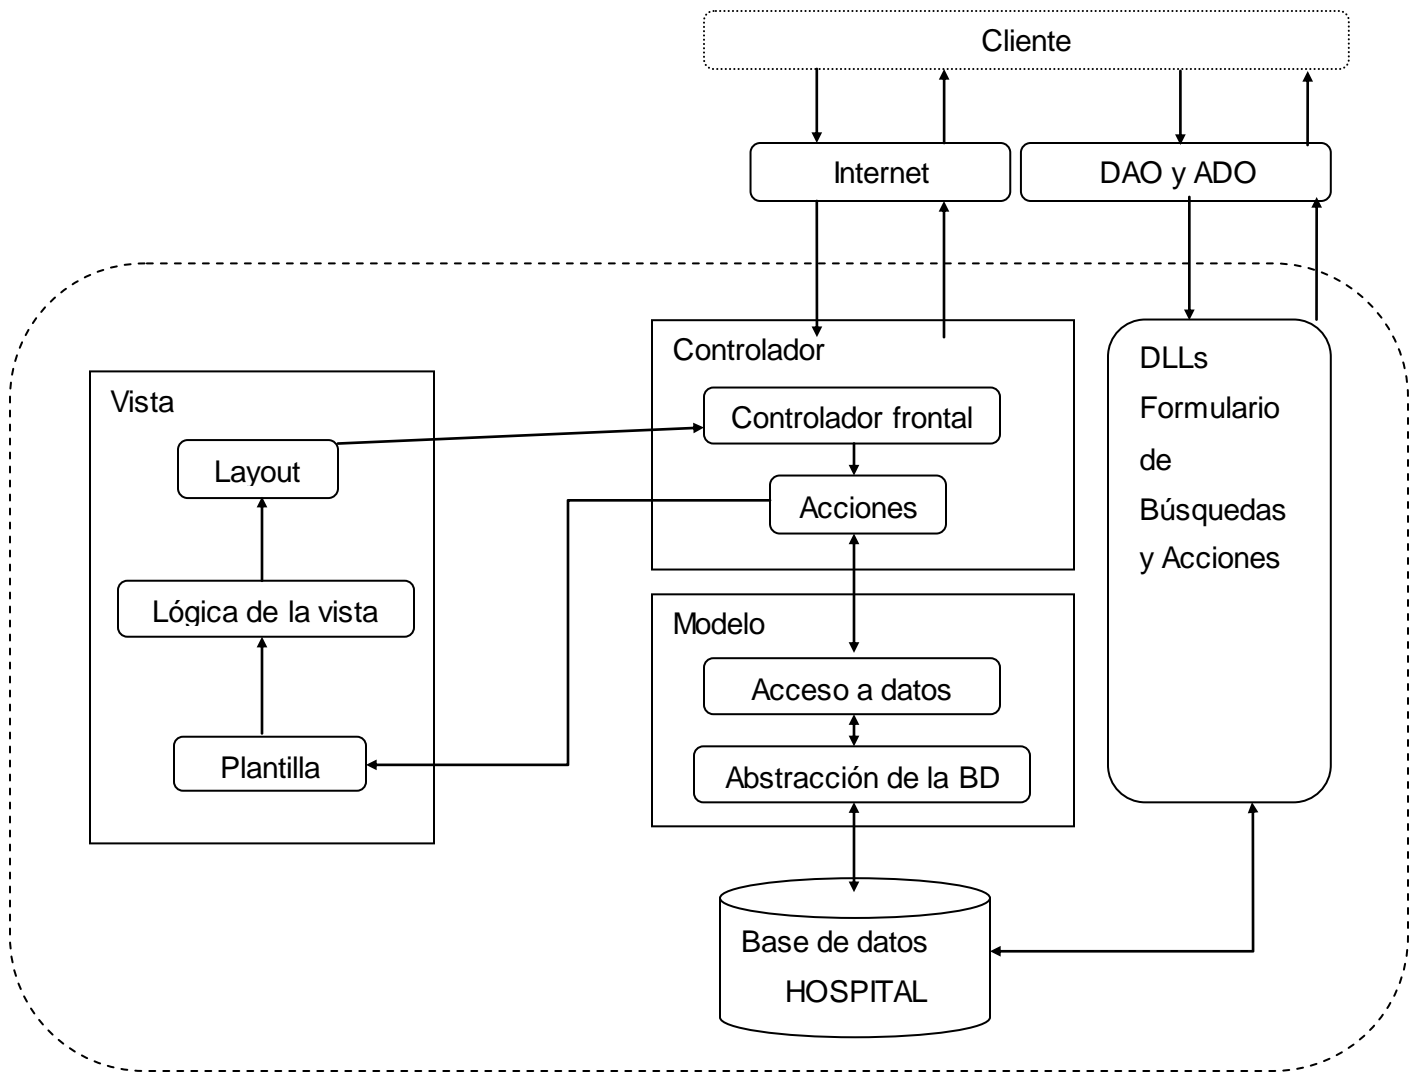 Cliente
Internet
DAO y ADO
Controlador
Controlador frontal
Acciones
Vista
Layout
Lógica de la vista
Plantilla
Modelo
Acceso a datos
Abstracción de la BD
DLLs
Formulario
de
Búsquedas
y Acciones
Base de datos
HOSPITAL